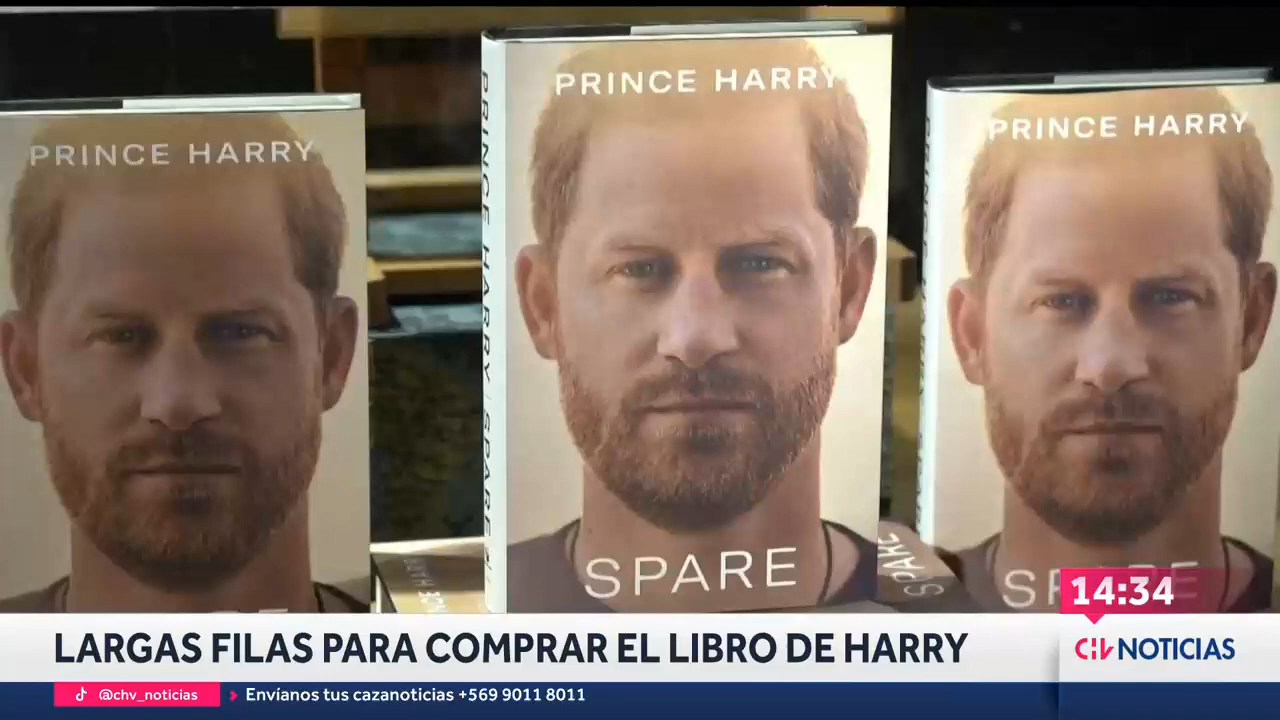 PRINCE HARRY
PRINCE HARRY
SPARE
PRINCE HARRY SPARE
PRINCE HARRY
SPARE
14:34
LARGAS FILAS PARA COMPRAR EL LIBRO DE HARRY
CHV NOTICIAS
@chv_noticias
Envíanos tus cazanoticias +569 9011 8011